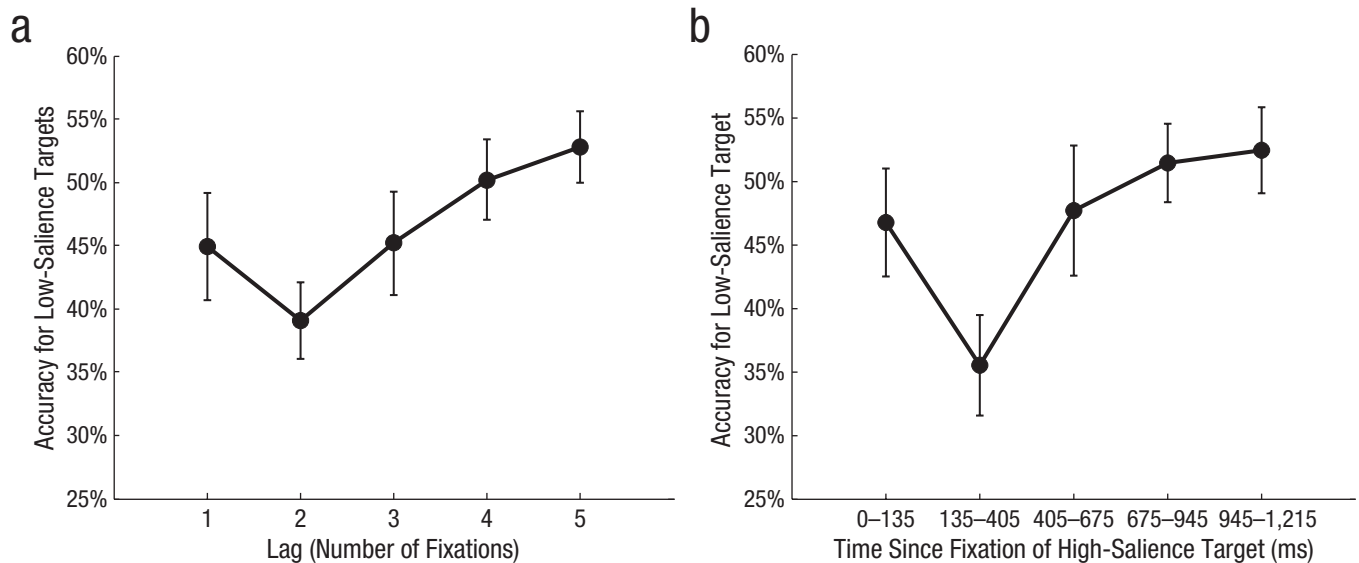 a
60%
55%
50%
45%
40%
35%
30%
25%
Accuracy for Low-Salience Targets
1 2 3 4 5
Lag (Number of Fixations)
b
60%
55%
50%
45%
40%
35%
30%
25%
Accuracy for Low-Salience Target
0–135 135–405 405–675 675–945 945–1,215
Time Since Fixation of High-Salience Target (ms)